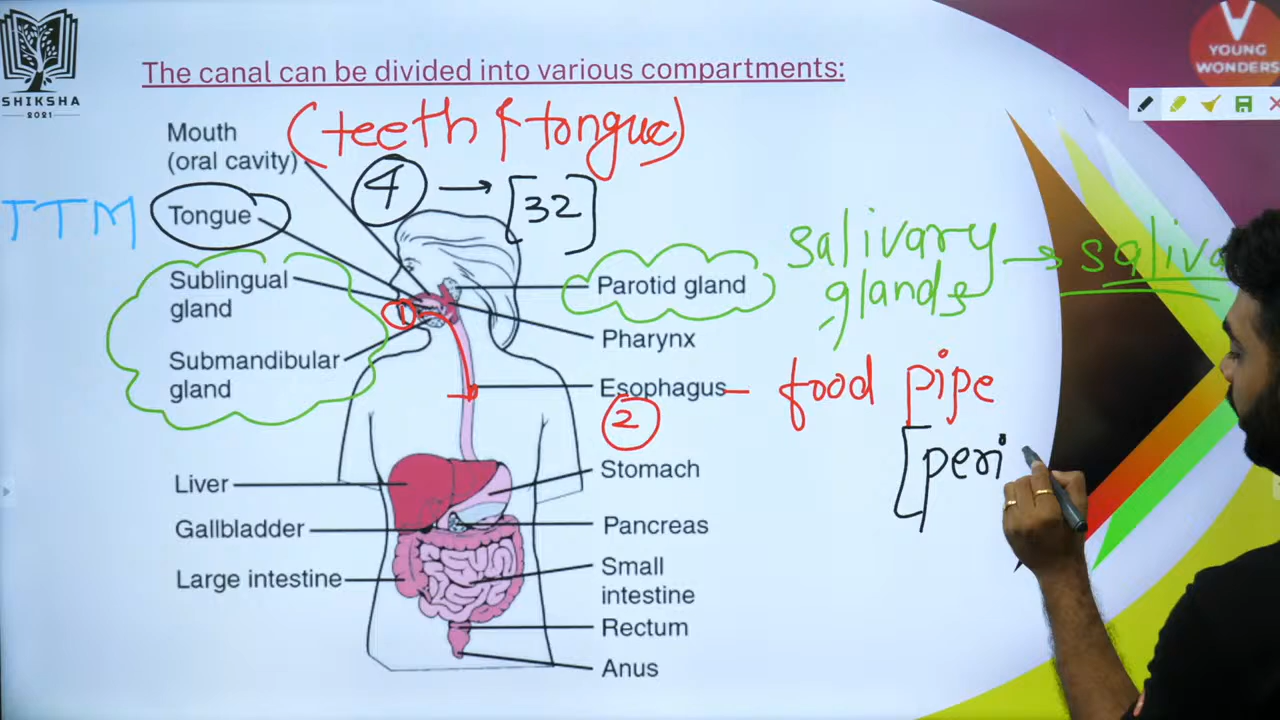 SHIKSHA
2021
YOUNG
WONDERS
The canal can be divided into various compartments:
Mouth
(oral cavity)
(teeth & tongue)
4 → [32]
TTM
Tongue
Sublingual
gland
Submandibular
gland
Parotid gland
salivary
glands
→ saliva
Pharynx
1
Esophagus – food pipe
2
[peri
Liver
Stomach
Gallbladder
Pancreas
Large intestine
Small
intestine
Rectum
Anus